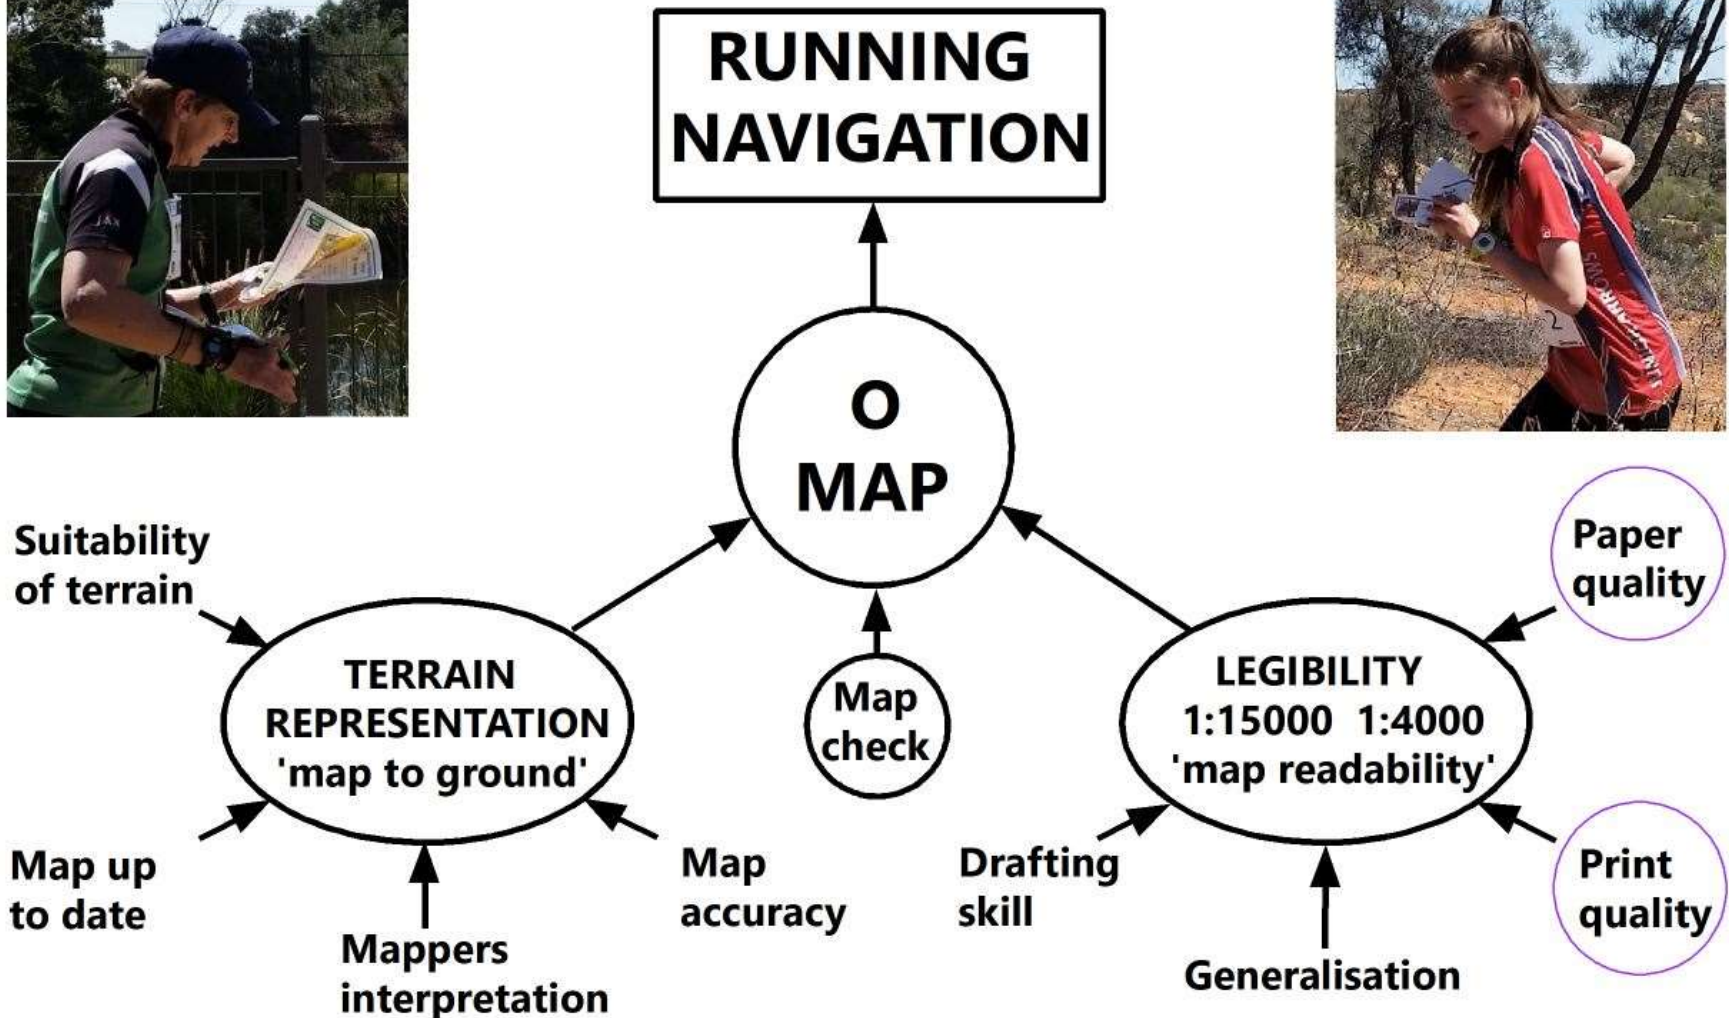 RUNNING
NAVIGATION
O
MAP
Suitability
of terrain
Paper
quality
TERRAIN
REPRESENTATION
'map to ground'
Map
check
LEGIBILITY
1:15000 1:4000
'map readability'
Map up
to date
Mappers
interpretation
Map
accuracy
Drafting
skill
Generalisation
Print
quality
2